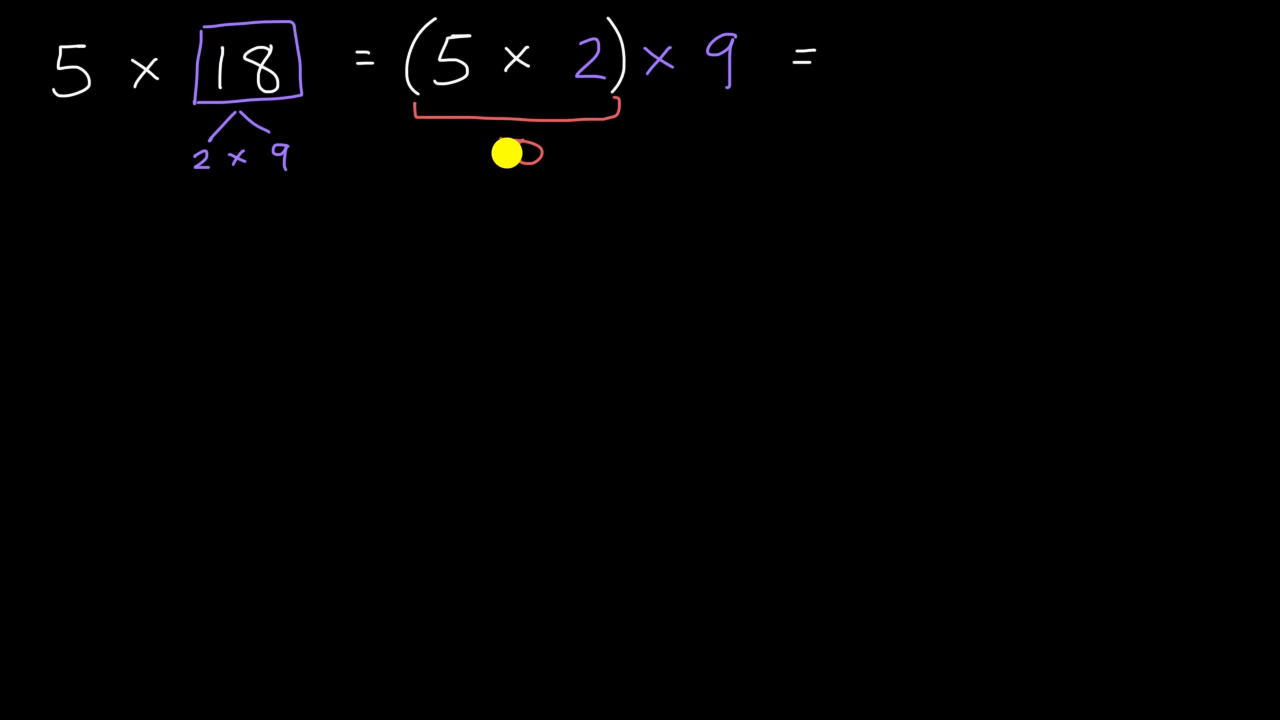 5 × 18 = (5 × 2) × 9 =
2 × 9